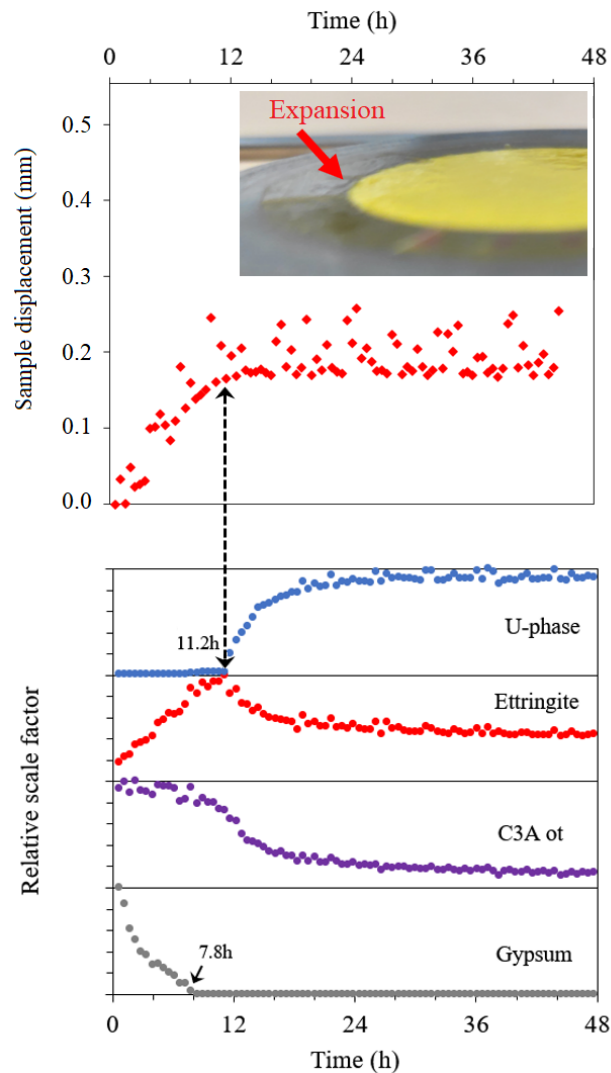 Time (h)
0 12 24 36 48
Sample displacement (mm)
0.5
0.4
0.3
0.2
0.1
0.0
Expansion
Relative scale factor
U-phase
11.2h
Ettringite
C3A ot
Gypsum
7.8h
0 12 24 36 48
Time (h)